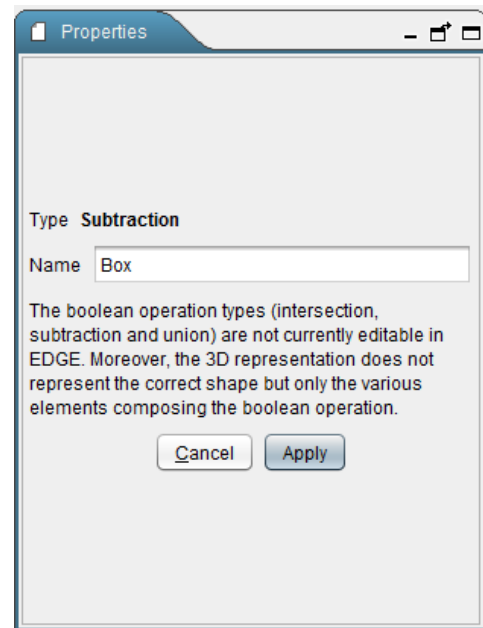 Properties
Type Subtraction
Name Box
The boolean operation types (intersection,
subtraction and union) are not currently editable in
EDGE. Moreover, the 3D representation does not
represent the correct shape but only the various
elements composing the boolean operation.
Cancel Apply